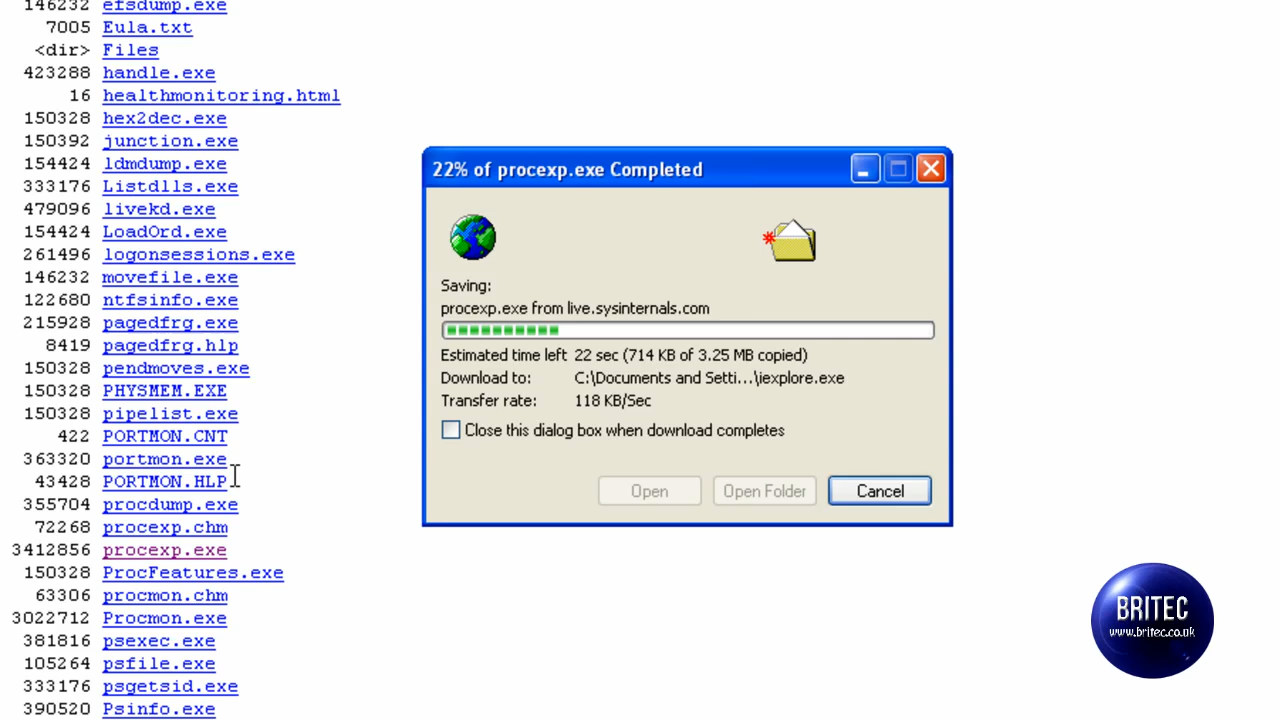 146232 efsdump.exe
7005 Eula.txt
<dir> Files
423288 handle.exe
16 healthmonitoring.html
150328 hex2dec.exe
150392 junction.exe
154424 ldmdump.exe
333176 Listdlls.exe
479096 livekd.exe
154424 LoadOrd.exe
261496 logonsessions.exe
146232 movefile.exe
122680 ntfsinfo.exe
215928 pagedfrg.exe
8419 pagedfrg.hlp
150328 pendmoves.exe
150328 PHYSMEM.EXE
150328 pipelist.exe
422 PORTMON.CNT
363320 portmon.exe
43428 PORTMON.HLP
355704 procdump.exe
72268 procexp.chm
3412856 procexp.exe
150328 ProcFeatures.exe
63306 procmon.chm
3022712 Procmon.exe
381816 psexec.exe
105264 psfile.exe
333176 psgetsid.exe
390520 Psinfo.exe
22% of procexp.exe Completed
Saving:
procexp.exe from live.sysinternals.com
Estimated time left 22 sec (714 KB of 3.25 MB copied)
Download to: C:\Documents and Setti...\iexplore.exe
Transfer rate: 118 KB/Sec
Close this dialog box when download completes
Open Open Folder Cancel
BRITEC
www.britec.co.uk